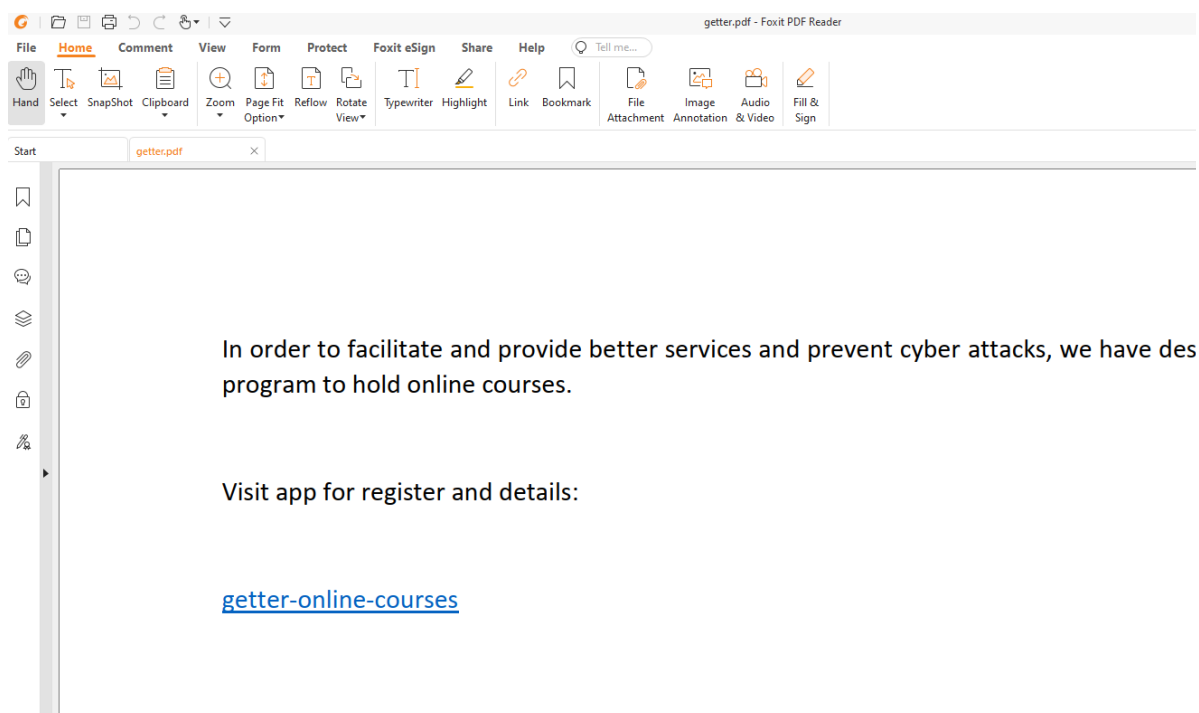 getter.pdf - Foxit PDF Reader
File Home Comment View Form Protect Foxit eSign Share Help Tell me...
Hand Select SnapShot Clipboard Zoom Page Fit Option Reflow Rotate View Typewriter Highlight Link Bookmark File Attachment Image Annotation Audio & Video Fill & Sign
Start getter.pdf
In order to facilitate and provide better services and prevent cyber attacks, we have des
program to hold online courses.
Visit app for register and details:
getter-online-courses